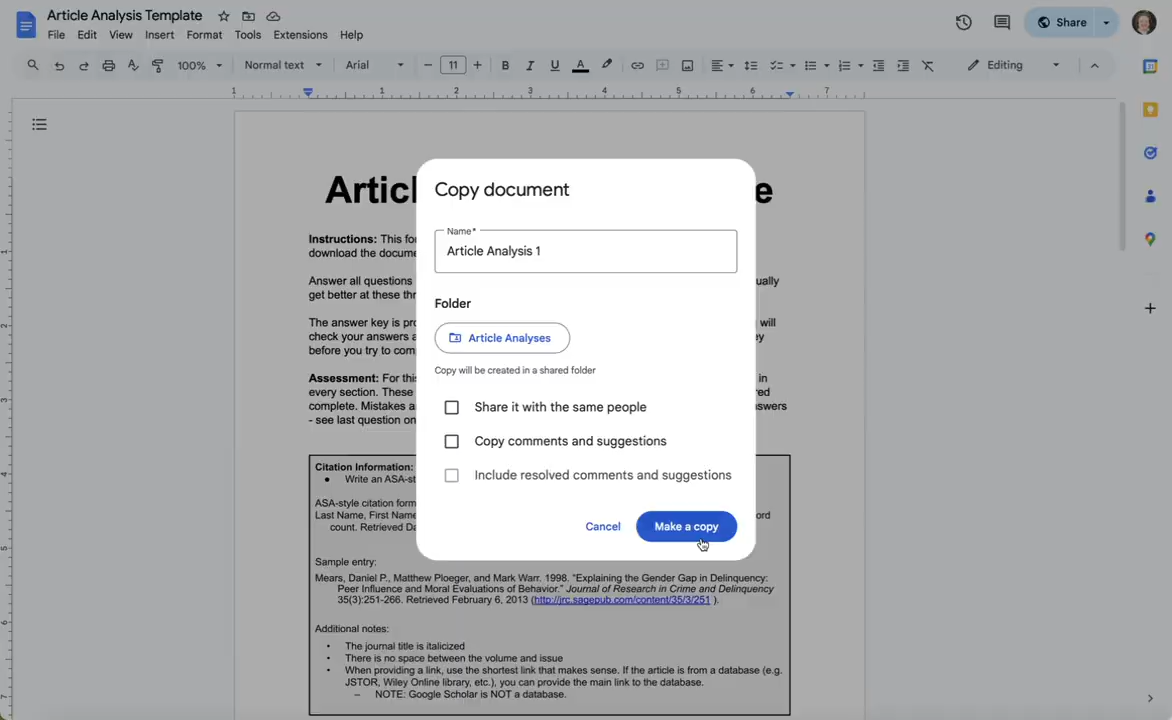 Article Analysis Template
File Edit View Insert Format Tools Extensions Help
Share
100% Normal text Arial 11 Editing
1 1 2 3 4 5 6 7
Artic e
Copy document
Name*
Article Analysis 1
Instructions: This fo
download the docume
Answer all questions ually
get better at these thr
Folder
Article Analyses
The answer key is pro will
check your answers a ey
before you try to com
Copy will be created in a shared folder
Assessment: For this in
every section. These red
complete. Mistakes a swers
- see last question on
Share it with the same people
Copy comments and suggestions
Include resolved comments and suggestions
Cancel Make a copy
Citation Information:
Write an ASA-st
ASA-style citation form
Last Name, First Name ord
count. Retrieved Da
Sample entry:
Mears, Daniel P., Matthew Ploeger, and Mark Warr. 1998. "Explaining the Gender Gap in Delinquency:
Peer Influence and Moral Evaluations of Behavior." Journal of Research in Crime and Delinquency
35(3):251-266. Retrieved February 6, 2013 (http://jrc.sagepub.com/content/35/3/251 ).
Additional notes:
• The journal title is italicized
• There is no space between the volume and issue
• When providing a link, use the shortest link that makes sense. If the article is from a database (e.g.
JSTOR, Wiley Online library, etc.), you can provide the main link to the database.
– NOTE: Google Scholar is NOT a database.